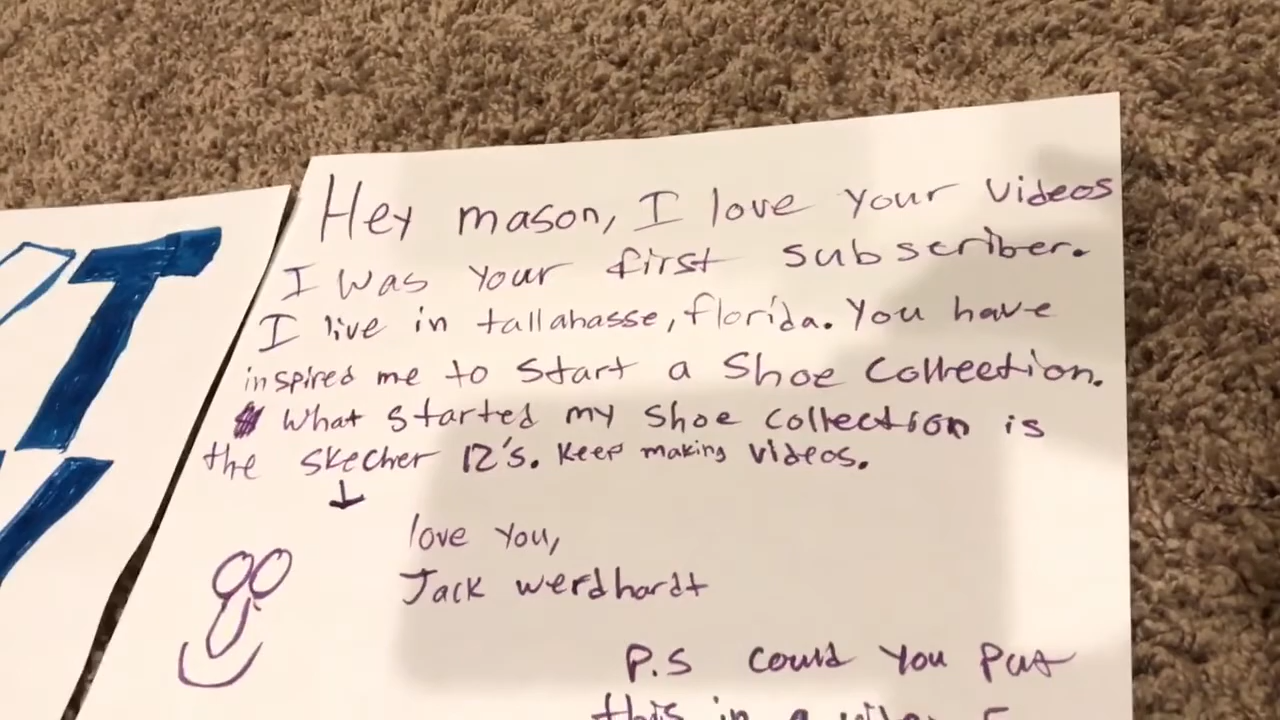 T
Hey mason, I love your videos
I was your first subscriber.
I live in tallahasse, florida. You have
inspired me to start a Shoe Collection.
What started my shoe collection is
the skecher 12's. Keep making videos.
love you,
Jack werdhardt
P.S could you put
this in a